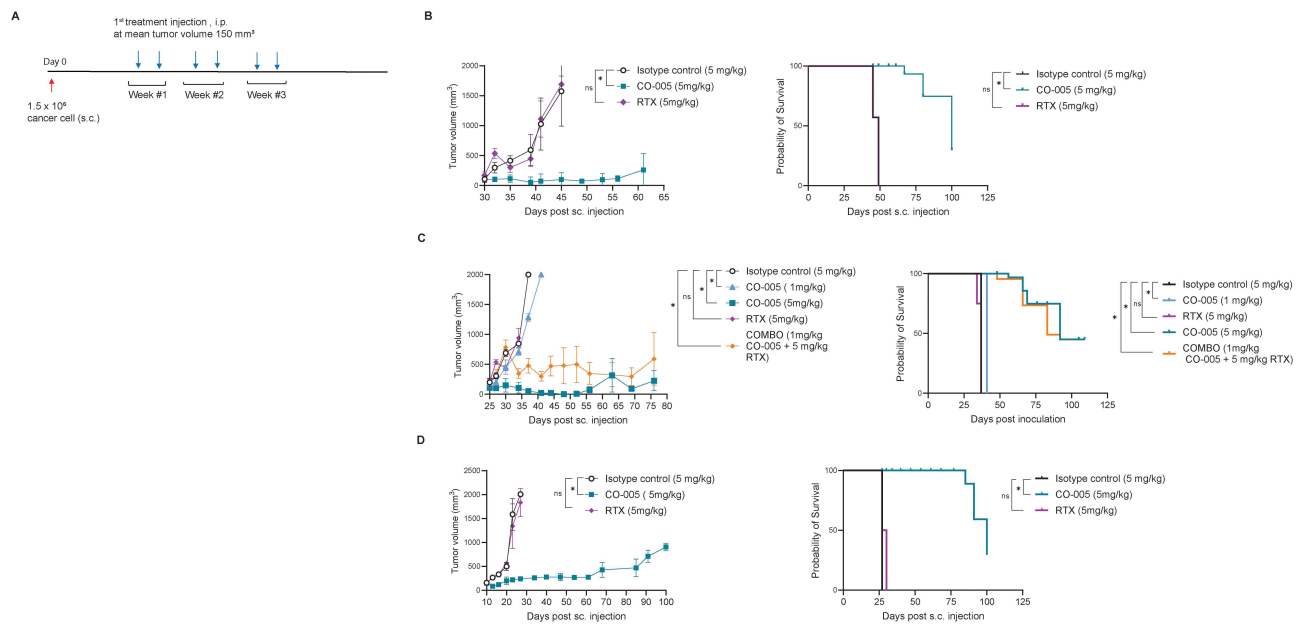 A
1st treatment injection , i.p.
at mean tumor volume 150 mm³
Day 0
Week #1
Week #2
Week #3
1.5 x 10⁶
cancer cell (s.c.)
B
Tumor volume (mm³)
2000
1500
1000
500
0
30 35 40 45 50 55 60 65
Days post sc. injection
ns
*
Isotype control (5 mg/kg)
CO-005 (5mg/kg)
RTX (5mg/kg)
Probability of Survival
100
50
0
0 25 50 75 100 125
Days post s.c. injection
ns
*
Isotype control (5 mg/kg)
CO-005 (5 mg/kg)
RTX (5mg/kg)
C
Tumor volume (mm³)
2000
1500
1000
500
0
25 30 35 40 45 50 55 60 65 70 75 80
Days post sc. injection
*
ns
*
*
Isotype control (5 mg/kg)
CO-005 ( 1mg/kg)
CO-005 (5mg/kg)
RTX (5mg/kg)
COMBO (1mg/kg
CO-005 + 5 mg/kg
RTX)
Probability of Survival
100
50
0
0 25 50 75 100 125
Days post inoculation
*
*
ns
*
Isotype control (5 mg/kg)
CO-005 (1 mg/kg)
RTX (5 mg/kg)
CO-005 (5 mg/kg)
COMBO (1mg/kg
CO-005 + 5 mg/kg RTX)
D
Tumor volume (mm³)
2500
2000
1500
1000
500
0
10 20 30 40 50 60 70 80 90 100
Days post sc. injection
ns
*
Isotype control (5 mg/kg)
CO-005 ( 5mg/kg)
RTX (5mg/kg)
Probability of Survival
100
50
0
0 25 50 75 100 125
Days post s.c. injection
ns
*
Isotype control (5 mg/kg)
CO-005 (5mg/kg)
RTX (5mg/kg)